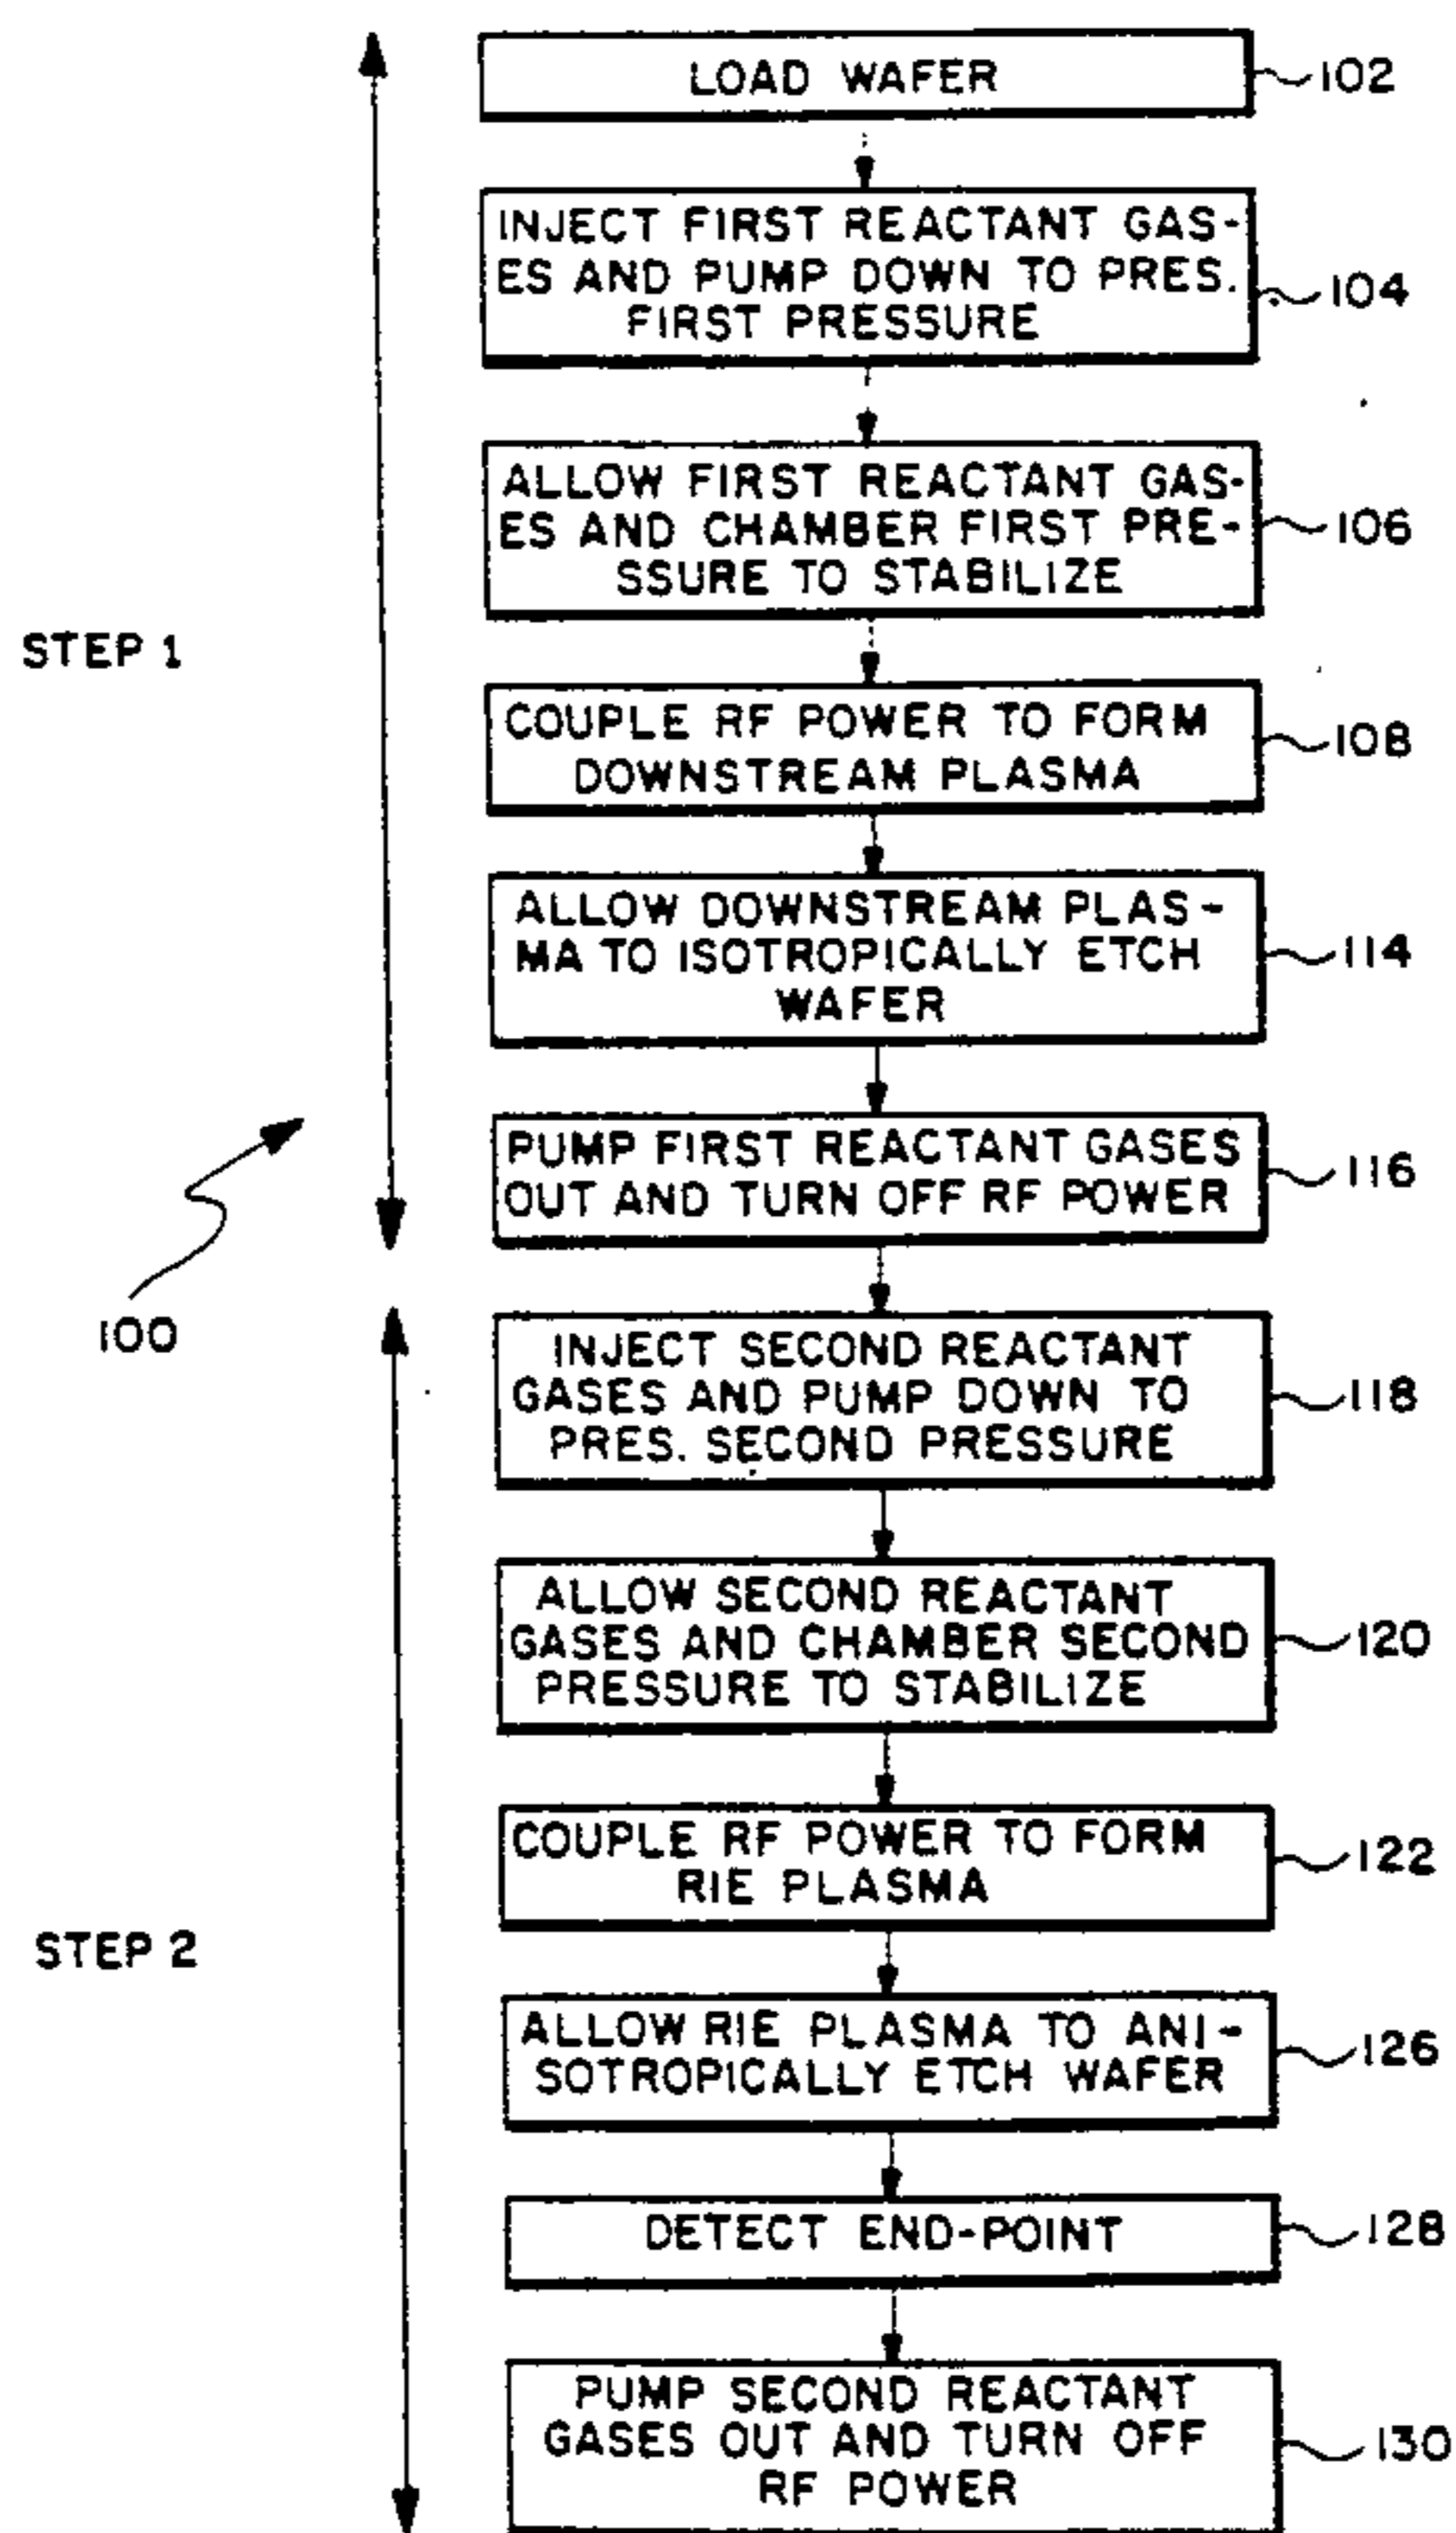 LOAD WAFER
102
INJECT FIRST REACTANT GAS-
ES AND PUMP DOWN TO PRES.
FIRST PRESSURE
104
ALLOW FIRST REACTANT GAS-
ES AND CHAMBER FIRST PRE-
SSURE TO STABILIZE
106
STEP 1
COUPLE RF POWER TO FORM
DOWNSTREAM PLASMA
108
ALLOW DOWNSTREAM PLAS-
MA TO ISOTROPICALLY ETCH
WAFER
114
PUMP FIRST REACTANT GASES
OUT AND TURN OFF RF POWER
116
100
INJECT SECOND REACTANT
GASES AND PUMP DOWN TO
PRES. SECOND PRESSURE
118
ALLOW SECOND REACTANT
GASES AND CHAMBER SECOND
PRESSURE TO STABILIZE
120
COUPLE RF POWER TO FORM
RIE PLASMA
122
STEP 2
ALLOW RIE PLASMA TO ANI-
SOTROPICALLY ETCH WAFER
126
DETECT END-POINT
128
PUMP SECOND REACTANT
GASES OUT AND TURN OFF
RF POWER
130